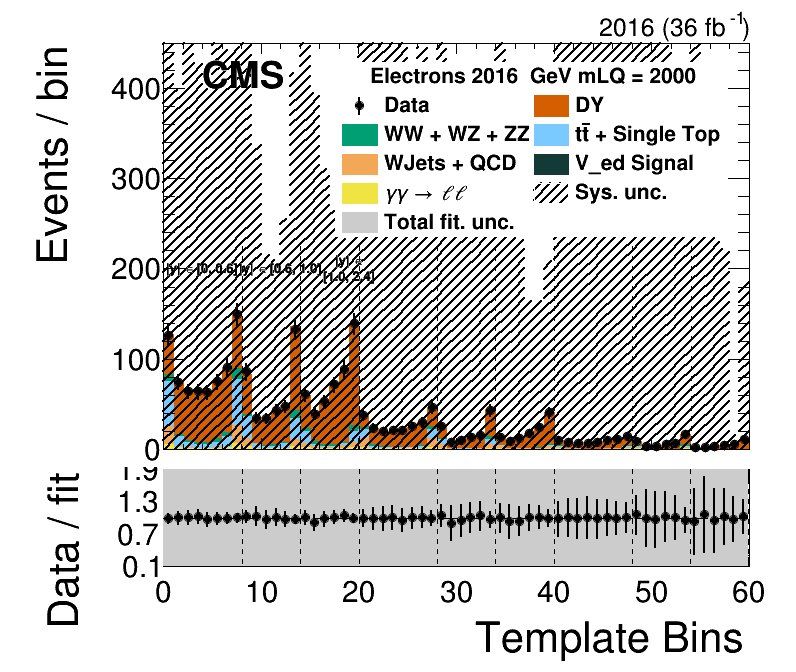 2016 (36 fb⁻¹)
CMS
Electrons 2016 GeV mLQ = 2000
Data
DY
WW + WZ + ZZ
tt̄ + Single Top
WJets + QCD
V_ed Signal
γγ → ℓℓ
Sys. unc.
Total fit. unc.
Events / bin
400
300
200
100
0
|y| ∈ [0, 0.6]
|y| ∈ [0.6, 1.0]
|y| ∈
[1.0, 2.4]
Data / fit
1.9
1.3
0.7
0.1
0 10 20 30 40 50 60
Template Bins